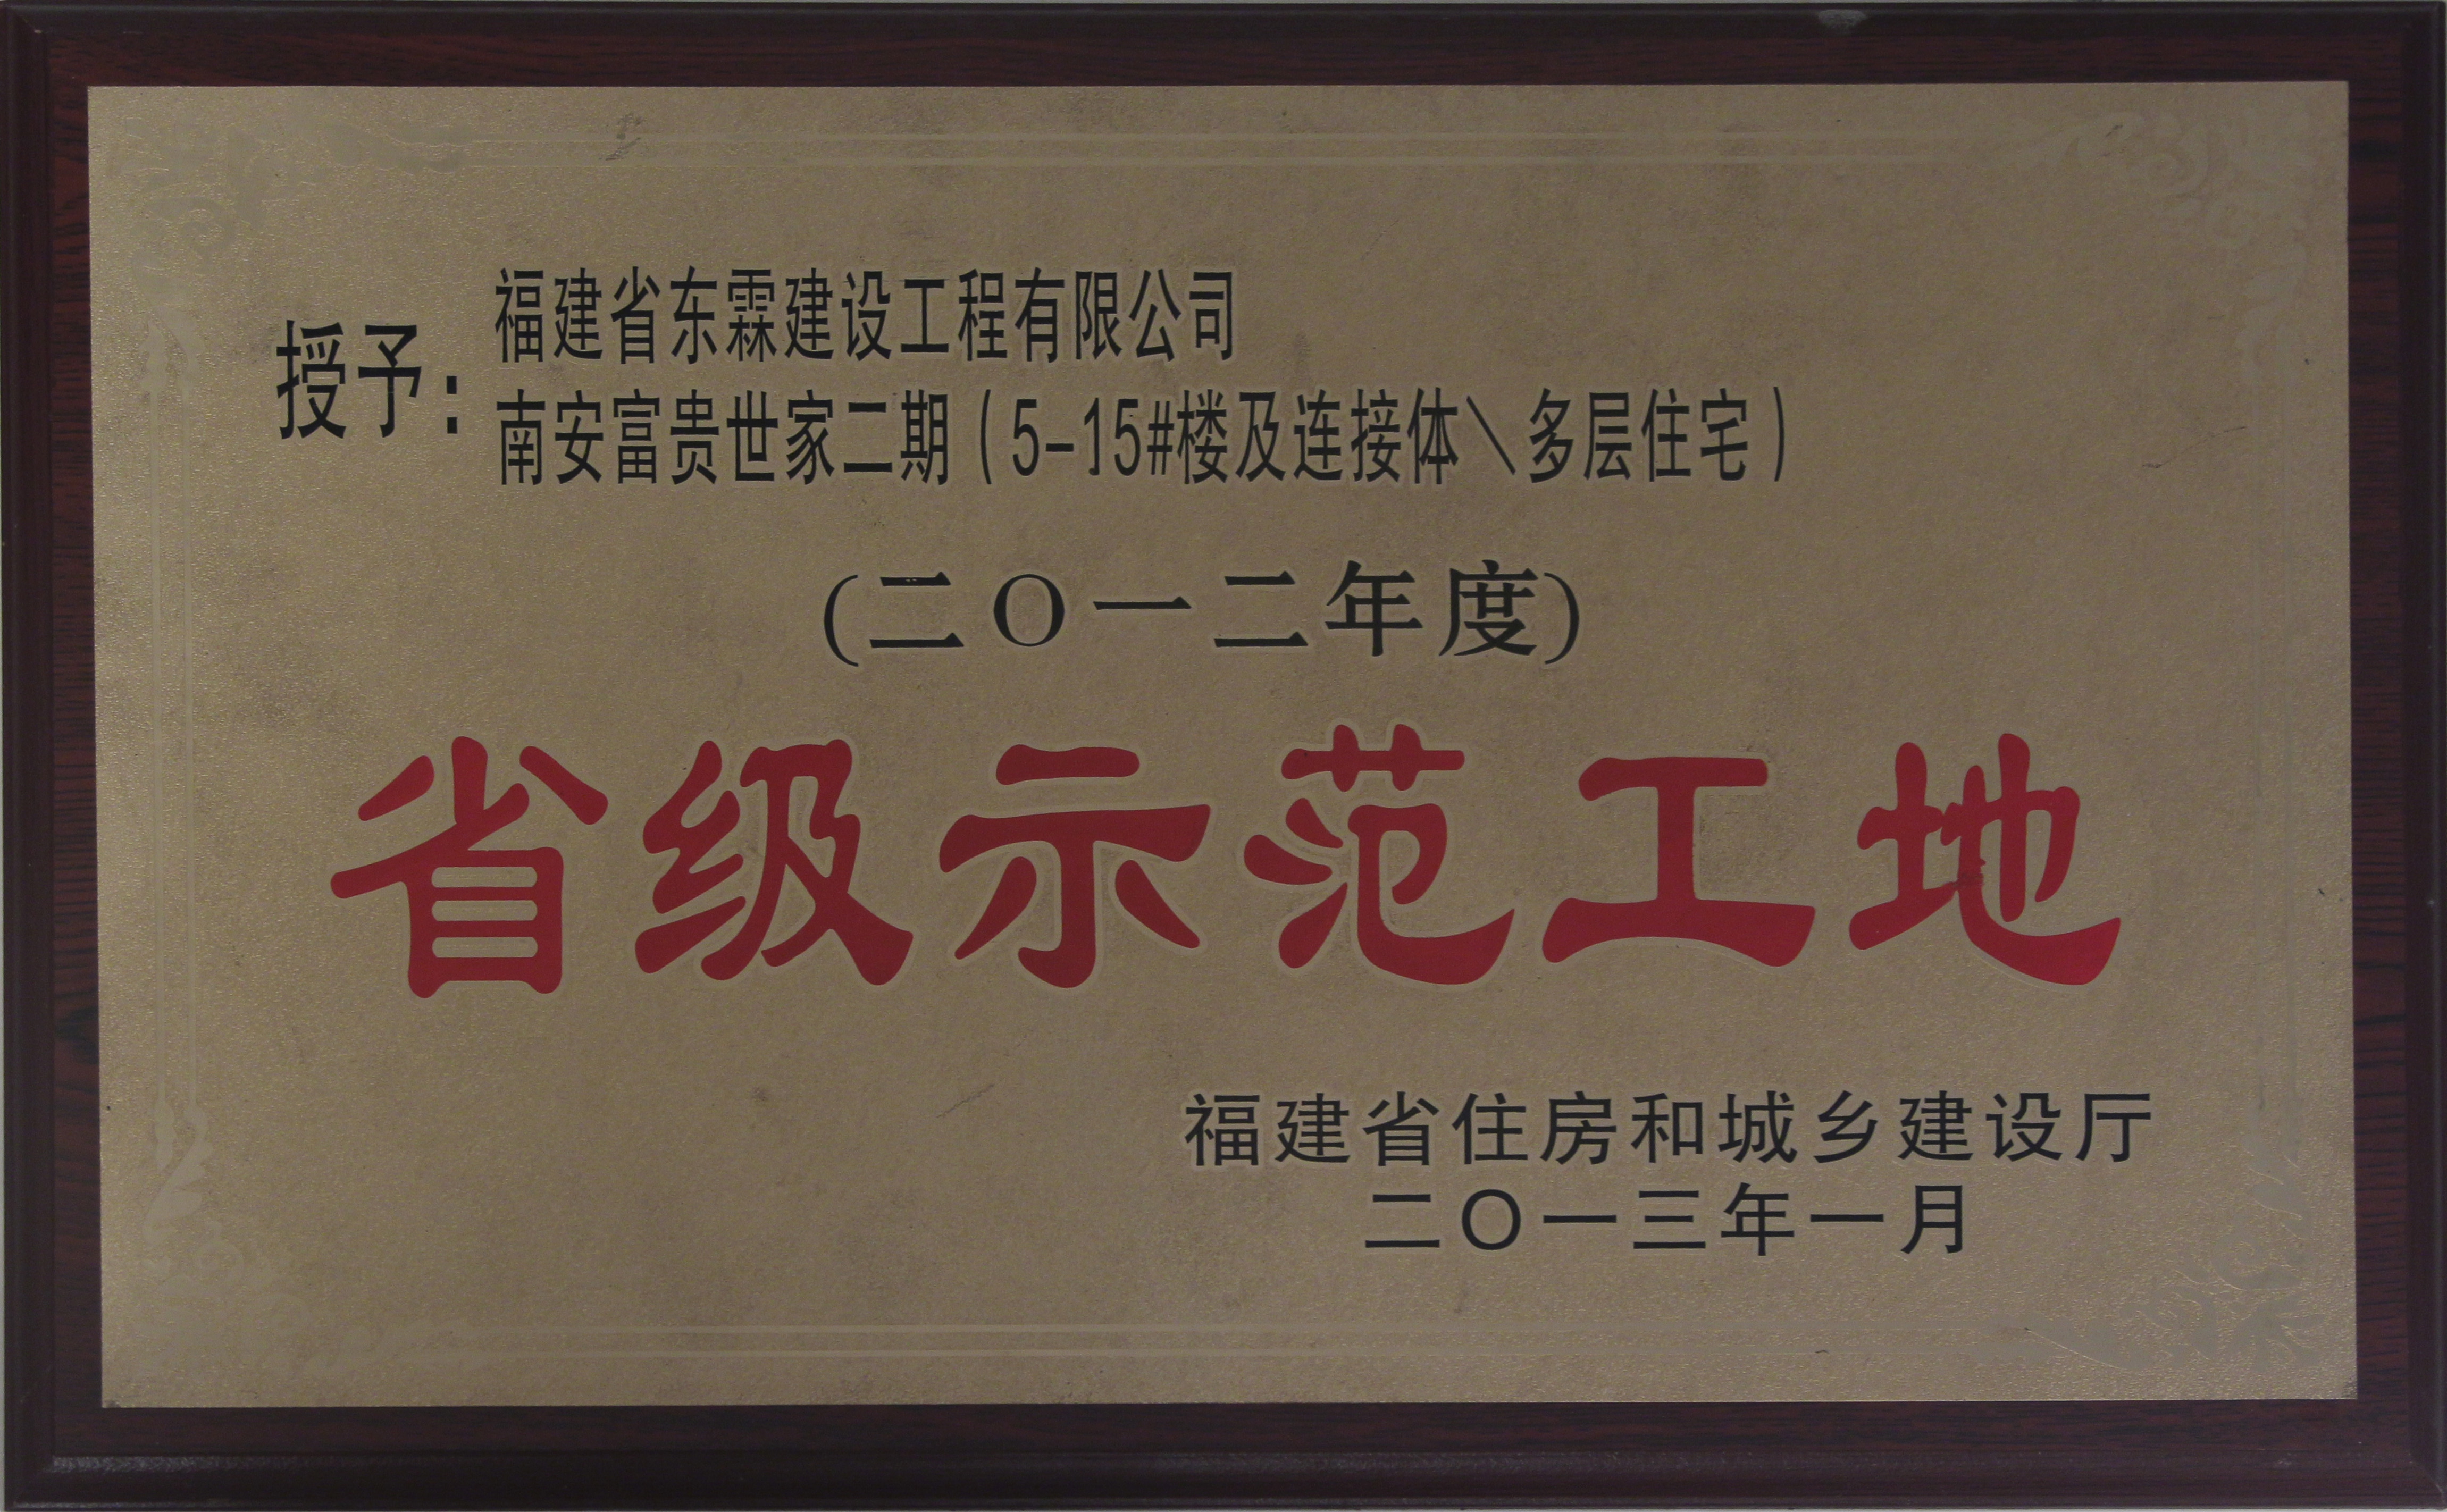 授予：
福建省东霖建设工程有限公司
南安富贵世家二期（5-15#楼及连接体\多层住宅）
(二〇一二年度)
省级示范工地
福建省住房和城乡建设厅
二〇一三年一月